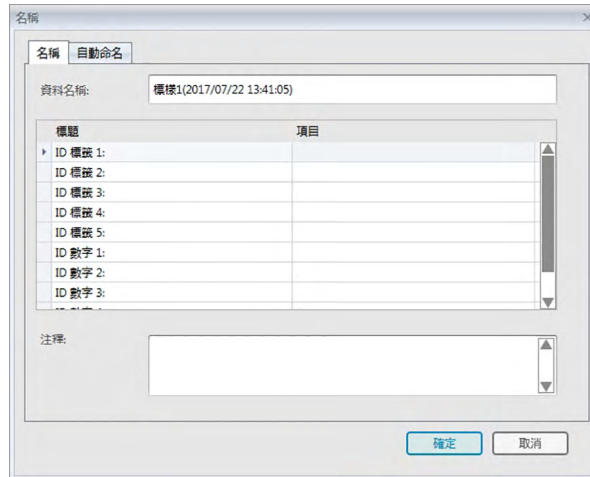 名稱
名稱 自動命名
資料名稱: 標樣1(2017/07/22 13:41:05)
標題 項目
ID 標籤 1:
ID 標籤 2:
ID 標籤 3:
ID 標籤 4:
ID 標籤 5:
ID 數字 1:
ID 數字 2:
ID 數字 3:
注釋:
確定 取消